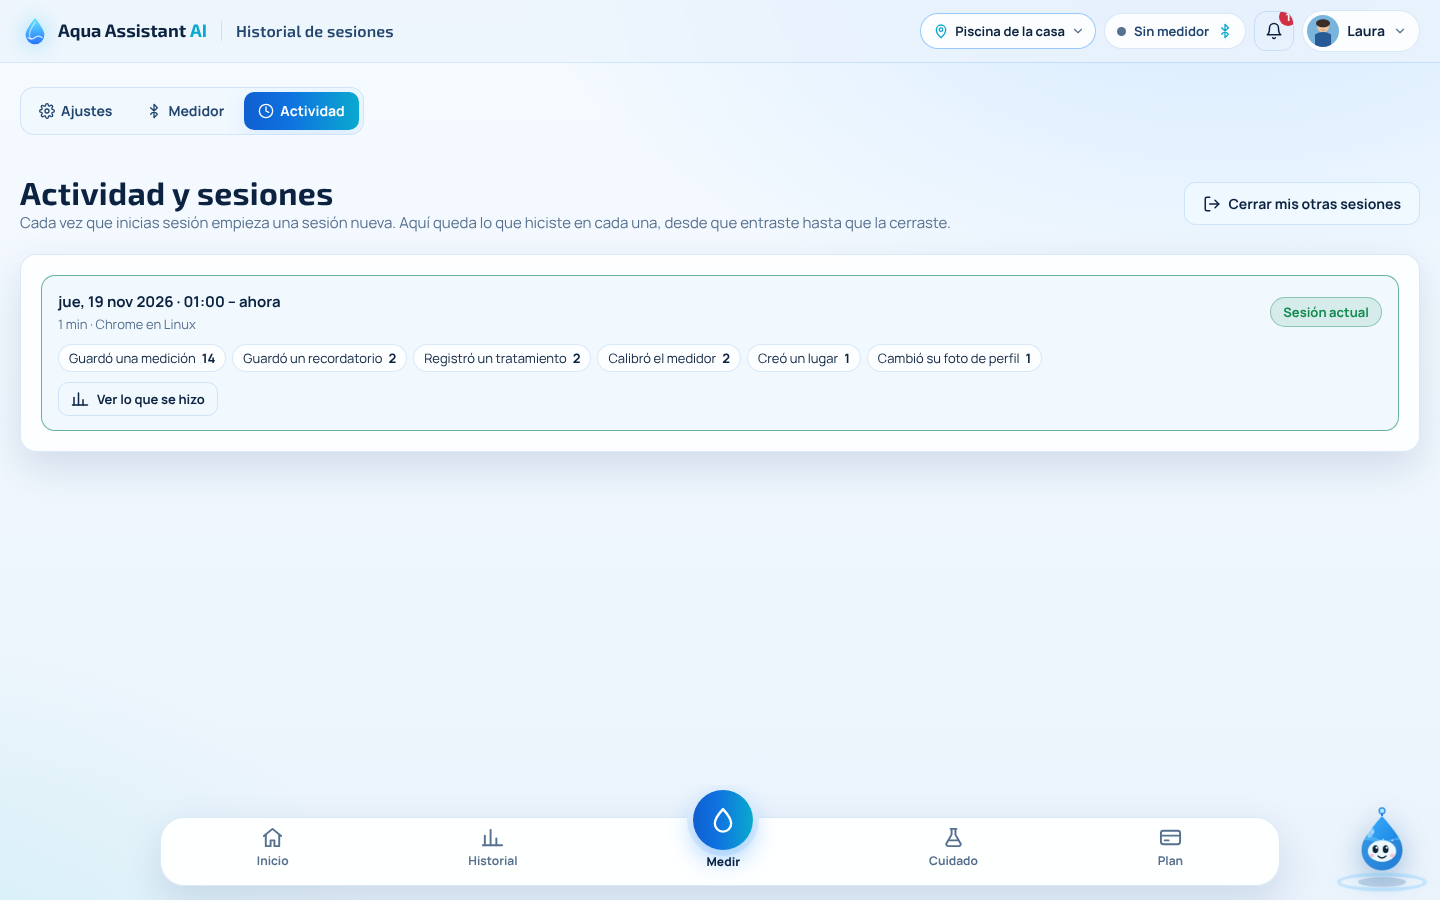 Aqua Assistant AI
Historial de sesiones
Piscina de la casa
Sin medidor
1
Laura
Ajustes
Medidor
Actividad
Actividad y sesiones
Cada vez que inicias sesión empieza una sesión nueva. Aquí queda lo que hiciste en cada una, desde que entraste hasta que la cerraste.
Cerrar mis otras sesiones
jue, 19 nov 2026 · 01:00 – ahora
1 min · Chrome en Linux
Sesión actual
Guardó una medición 14
Guardó un recordatorio 2
Registró un tratamiento 2
Calibró el medidor 2
Creó un lugar 1
Cambió su foto de perfil 1
Ver lo que se hizo
Inicio
Historial
Medir
Cuidado
Plan